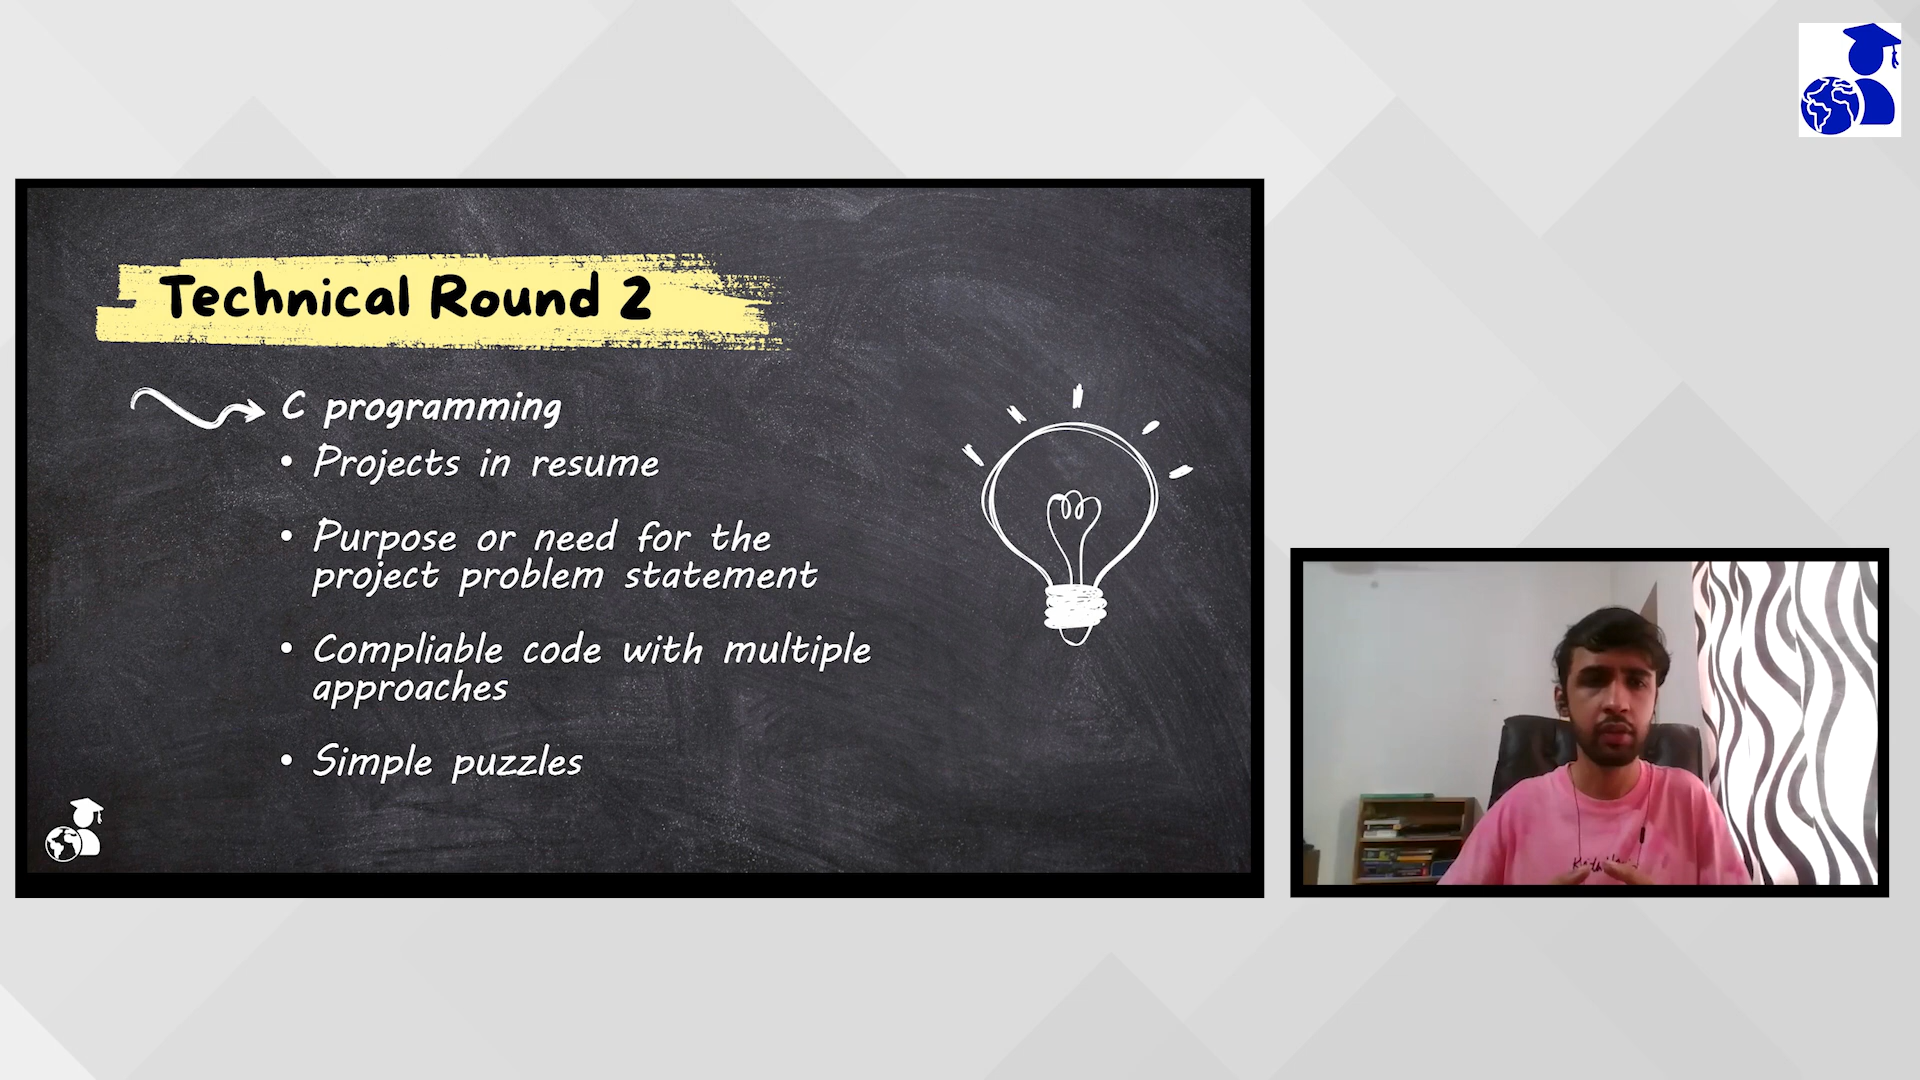 Technical Round 2
C programming
• Projects in resume
• Purpose or need for the
project problem statement
• Compliable code with multiple
approaches
• Simple puzzles